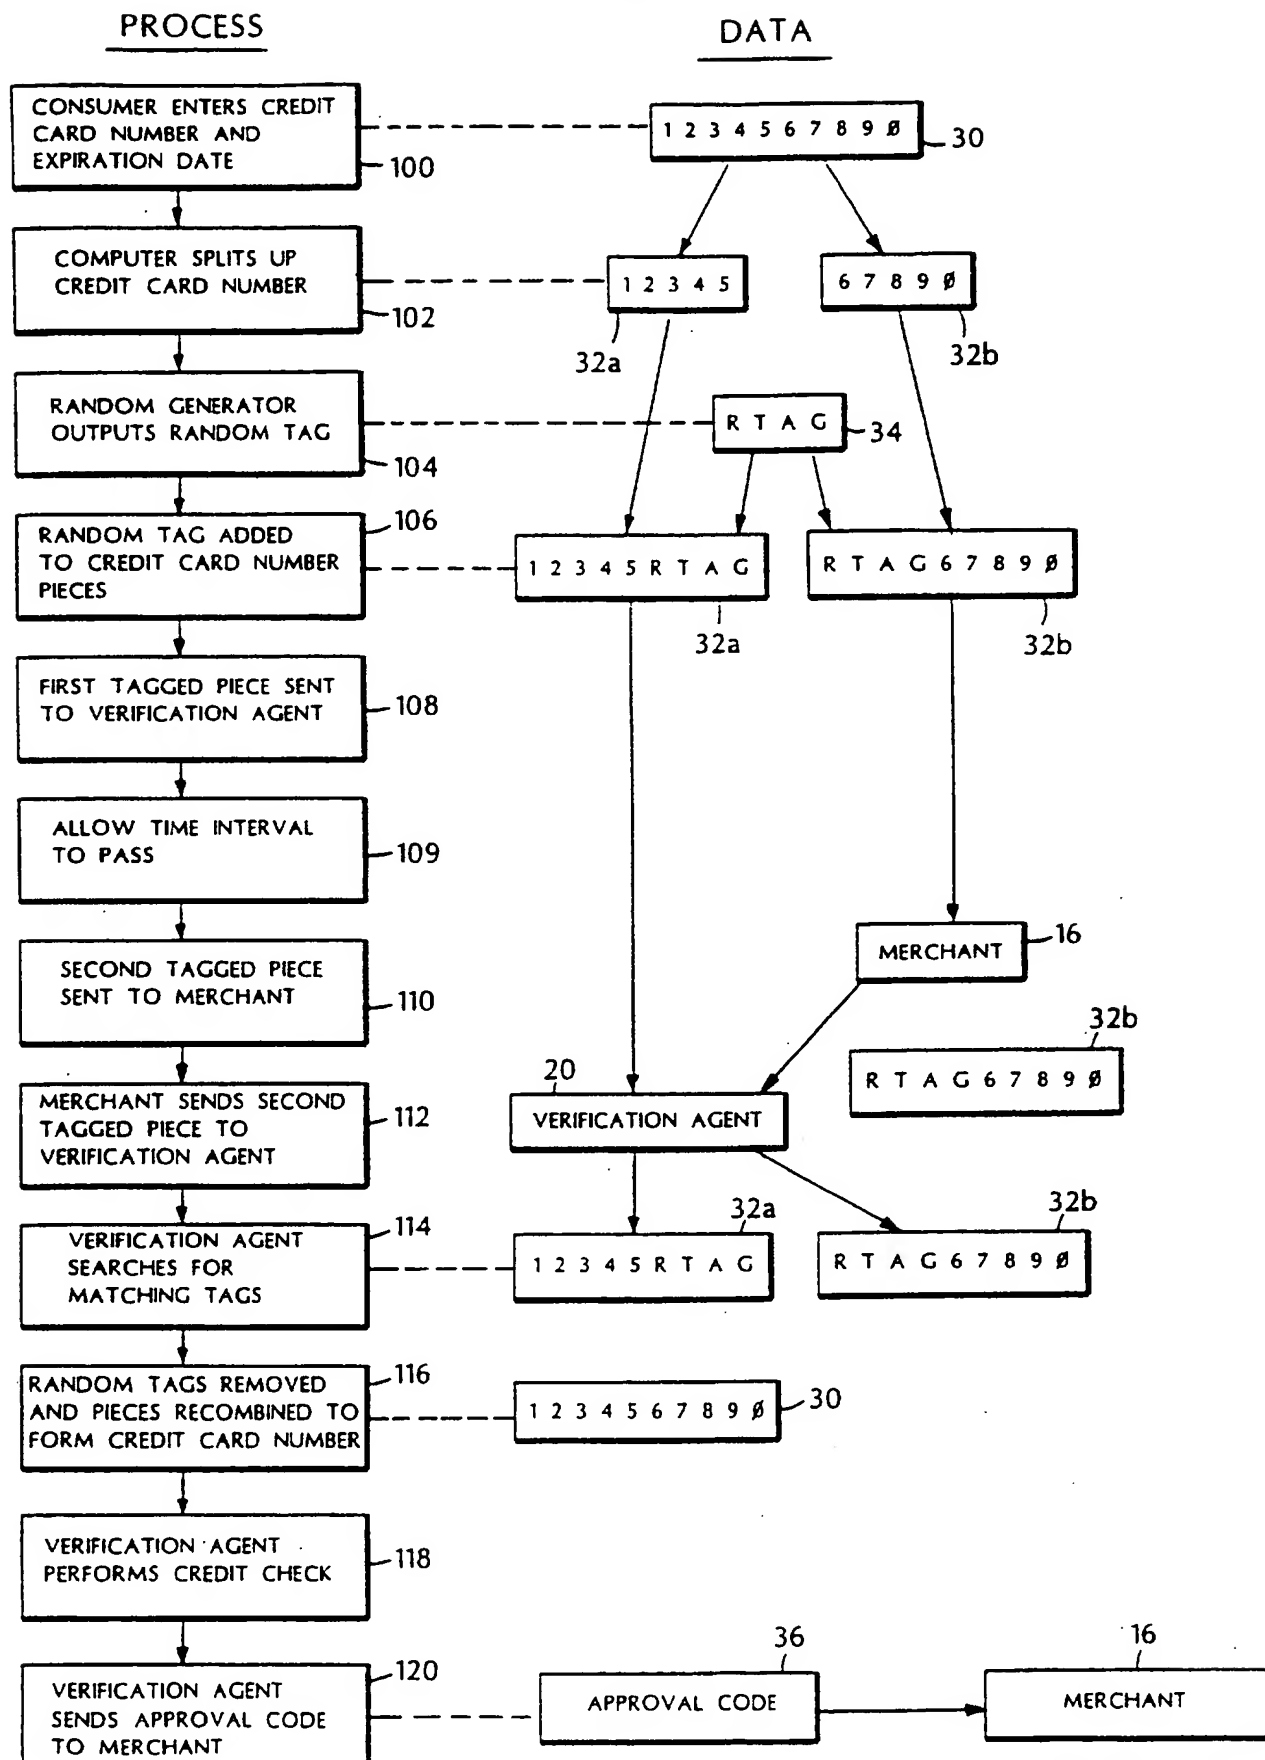 PROCESS
DATA
CONSUMER ENTERS CREDIT
CARD NUMBER AND
EXPIRATION DATE
100
1 2 3 4 5 6 7 8 9 Ø
30
COMPUTER SPLITS UP
CREDIT CARD NUMBER
102
1 2 3 4 5
32a
6 7 8 9 Ø
32b
RANDOM GENERATOR
OUTPUTS RANDOM TAG
104
R T A G
34
RANDOM TAG ADDED
TO CREDIT CARD NUMBER
PIECES
106
1 2 3 4 5 R T A G
32a
R T A G 6 7 8 9 Ø
32b
FIRST TAGGED PIECE SENT
TO VERIFICATION AGENT
108
ALLOW TIME INTERVAL
TO PASS
109
SECOND TAGGED PIECE
SENT TO MERCHANT
110
MERCHANT
16
32b
R T A G 6 7 8 9 Ø
MERCHANT SENDS SECOND
TAGGED PIECE TO
VERIFICATION AGENT
112
20
VERIFICATION AGENT
VERIFICATION AGENT
SEARCHES FOR
MATCHING TAGS
114
32a
1 2 3 4 5 R T A G
32b
R T A G 6 7 8 9 Ø
RANDOM TAGS REMOVED
AND PIECES RECOMBINED TO
FORM CREDIT CARD NUMBER
116
1 2 3 4 5 6 7 8 9 Ø
30
VERIFICATION AGENT
PERFORMS CREDIT CHECK
118
VERIFICATION AGENT
SENDS APPROVAL CODE
TO MERCHANT
120
36
APPROVAL CODE
16
MERCHANT